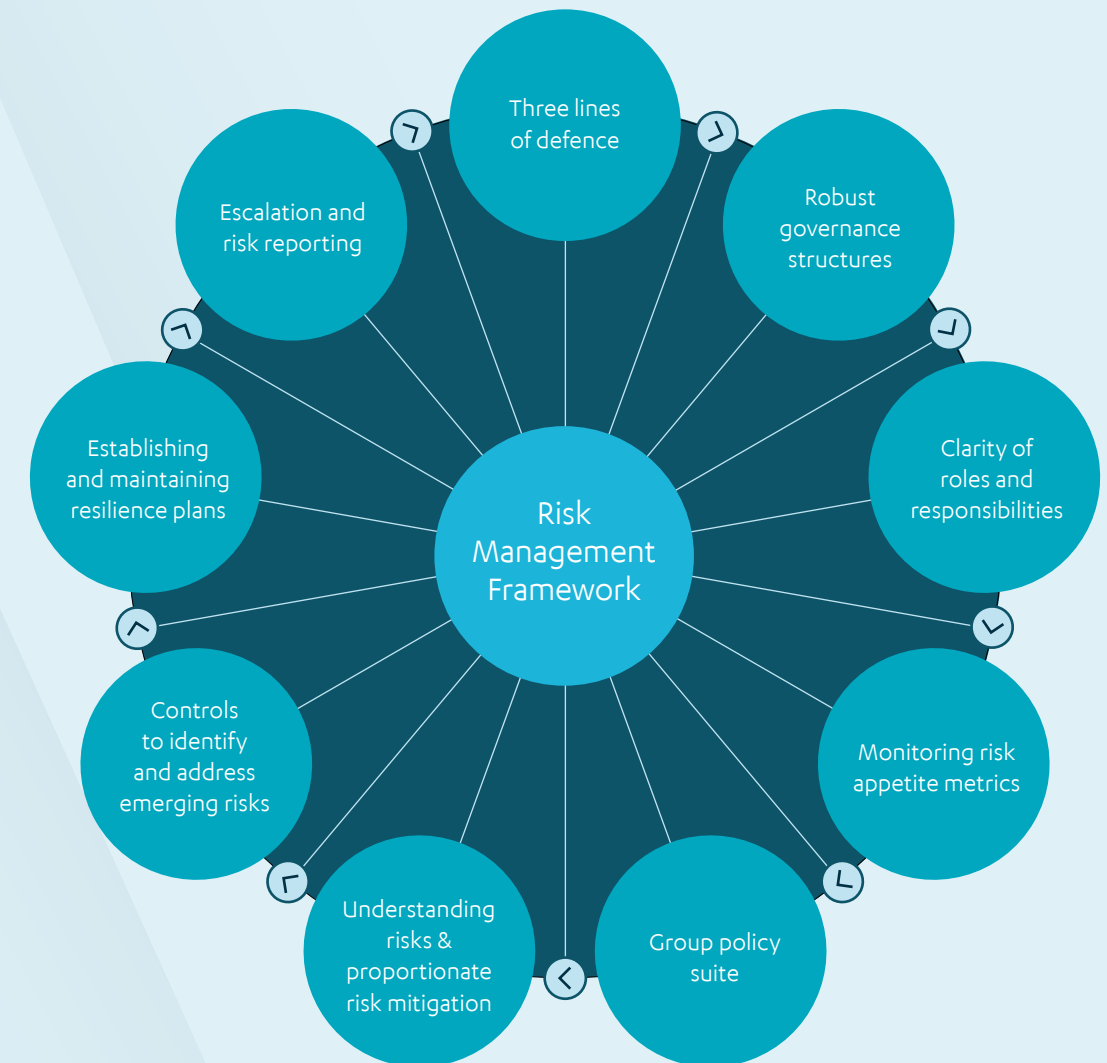 Three lines
of defence
Robust
governance
structures
Clarity of
roles and
responsibilities
Monitoring risk
appetite metrics
Group policy
suite
Understanding
risks &
proportionate
risk mitigation
Controls
to identify
and address
emerging risks
Establishing
and maintaining
resilience plans
Escalation and
risk reporting
Risk
Management
Framework